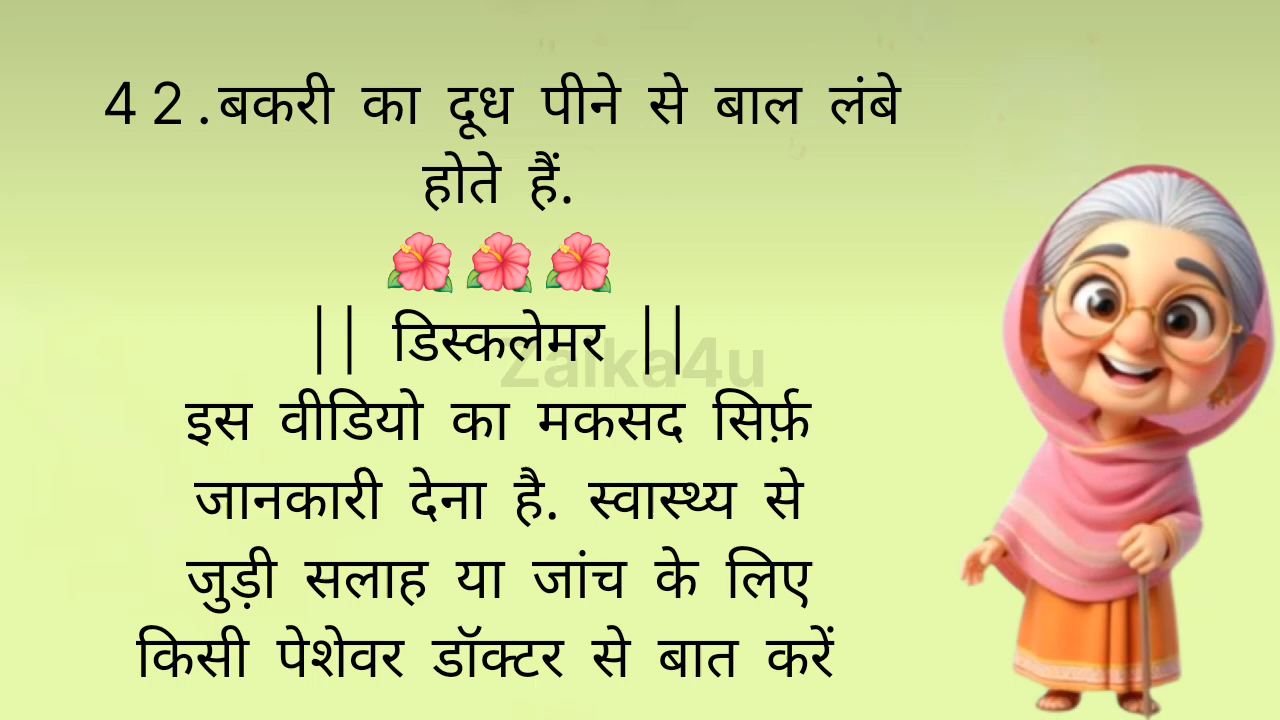 42.बकरी का दूध पीने से बाल लंबे
होते हैं.
🌺🌺🌺
|| डिस्कलेमर ||
Zaika4u
इस वीडियो का मकसद सिर्फ़
जानकारी देना है. स्वास्थ्य से
जुड़ी सलाह या जांच के लिए
किसी पेशेवर डॉक्टर से बात करें